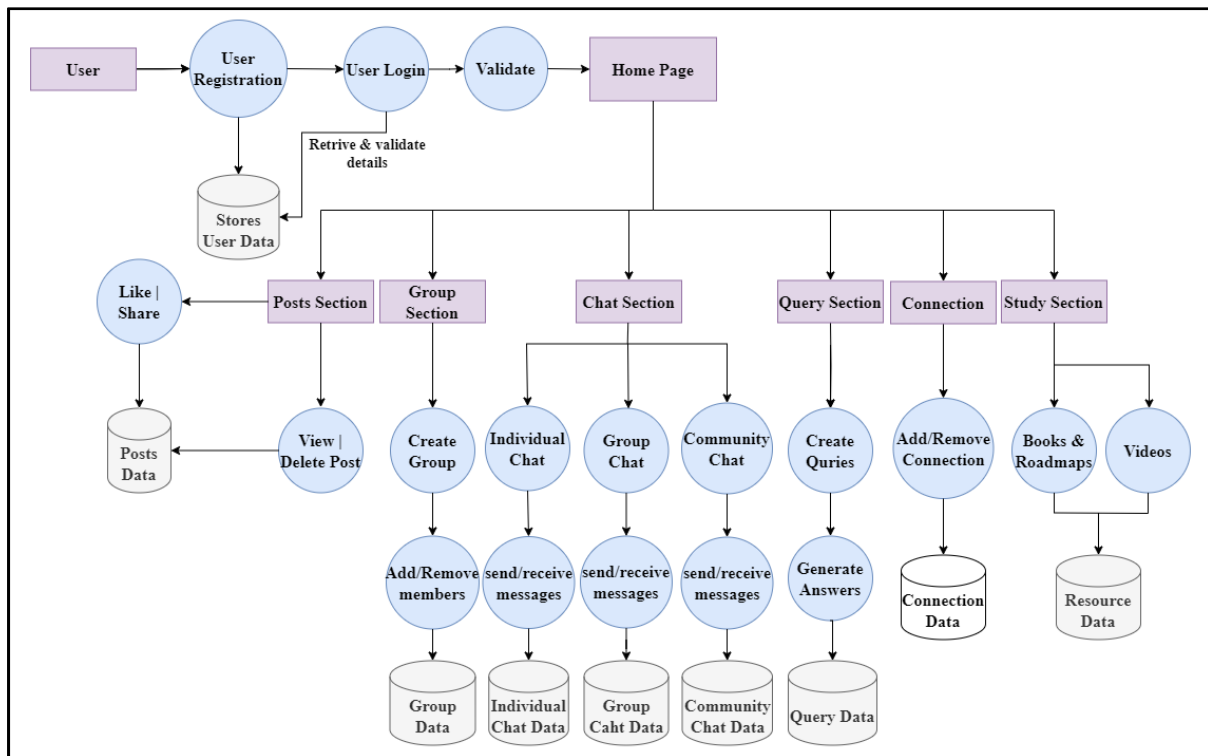 User
User
Registration
User Login
Validate
Home Page
Retrive & validate
details
Stores
User Data
Like |
Share
Posts Section
Group
Section
Chat Section
Query Section
Connection
Study Section
Posts
Data
View |
Delete Post
Create
Group
Individual
Chat
Group
Chat
Community
Chat
Create
Quries
Add/Remove
Connection
Books &
Roadmaps
Videos
Add/Remove
members
send/receive
messages
send/receive
messages
send/receive
messages
Generate
Answers
Connection
Data
Resource
Data
Group
Data
Individual
Chat Data
Group
Caht Data
Community
Chat Data
Query Data